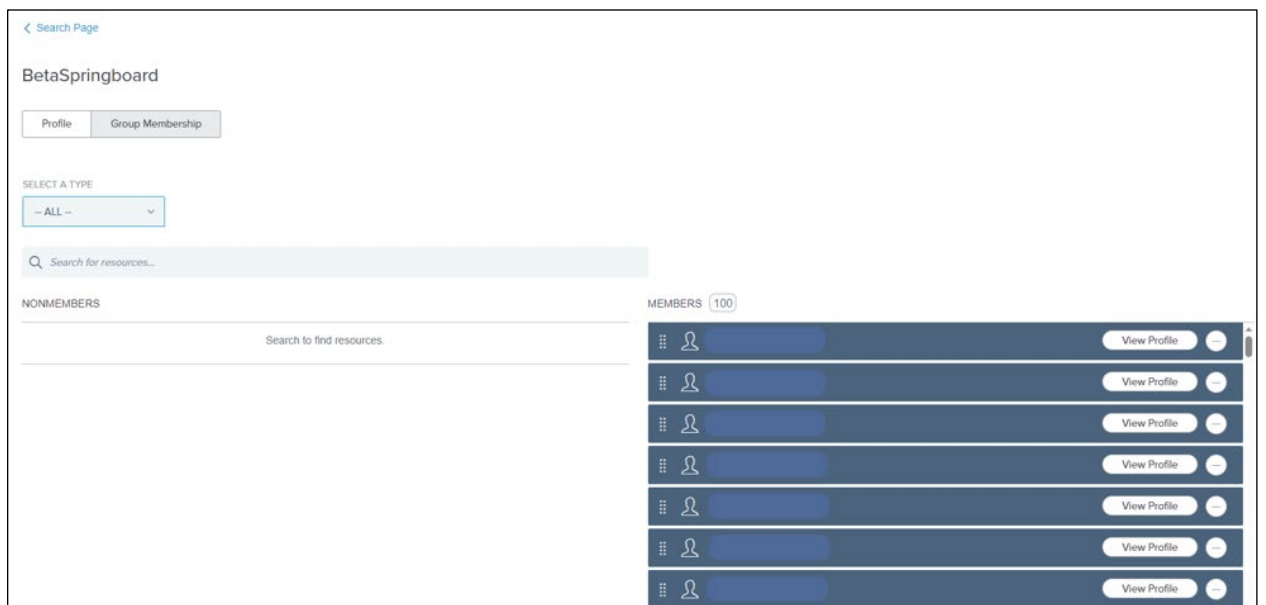 Search Page
BetaSpringboard
Profile Group Membership
SELECT A TYPE
-- ALL --
Search for resources...
NONMEMBERS MEMBERS 100
Search to find resources.
View Profile
View Profile
View Profile
View Profile
View Profile
View Profile
View Profile